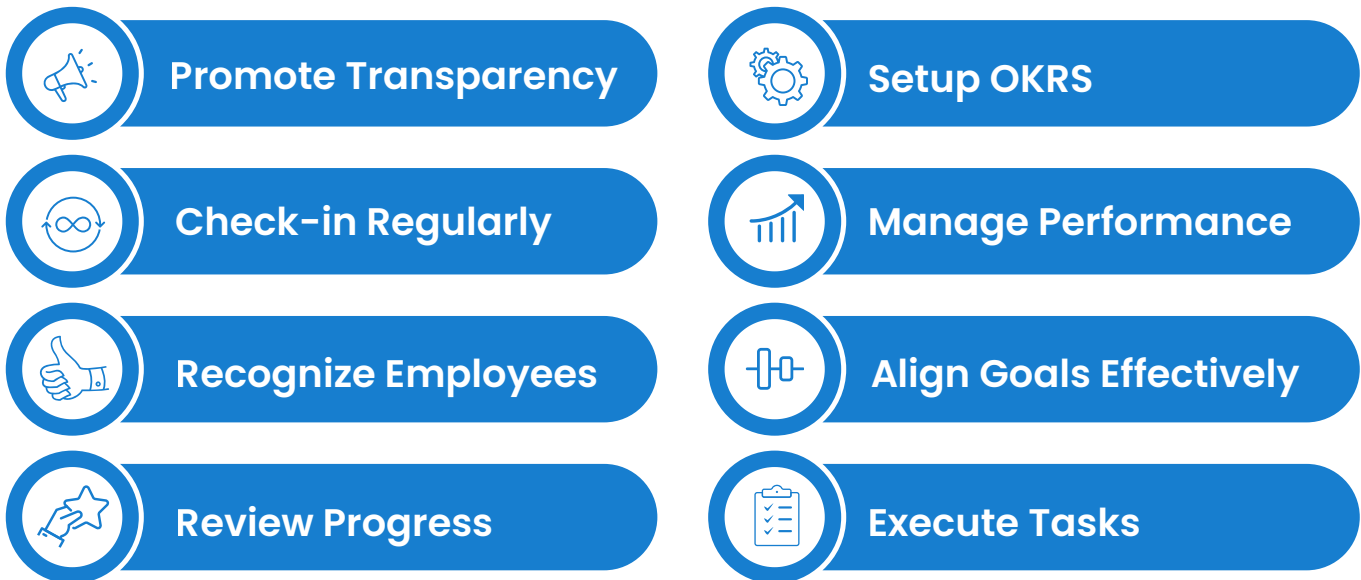 Promote Transparency
Setup OKRS
Check-in Regularly
Manage Performance
Recognize Employees
Align Goals Effectively
Review Progress
Execute Tasks